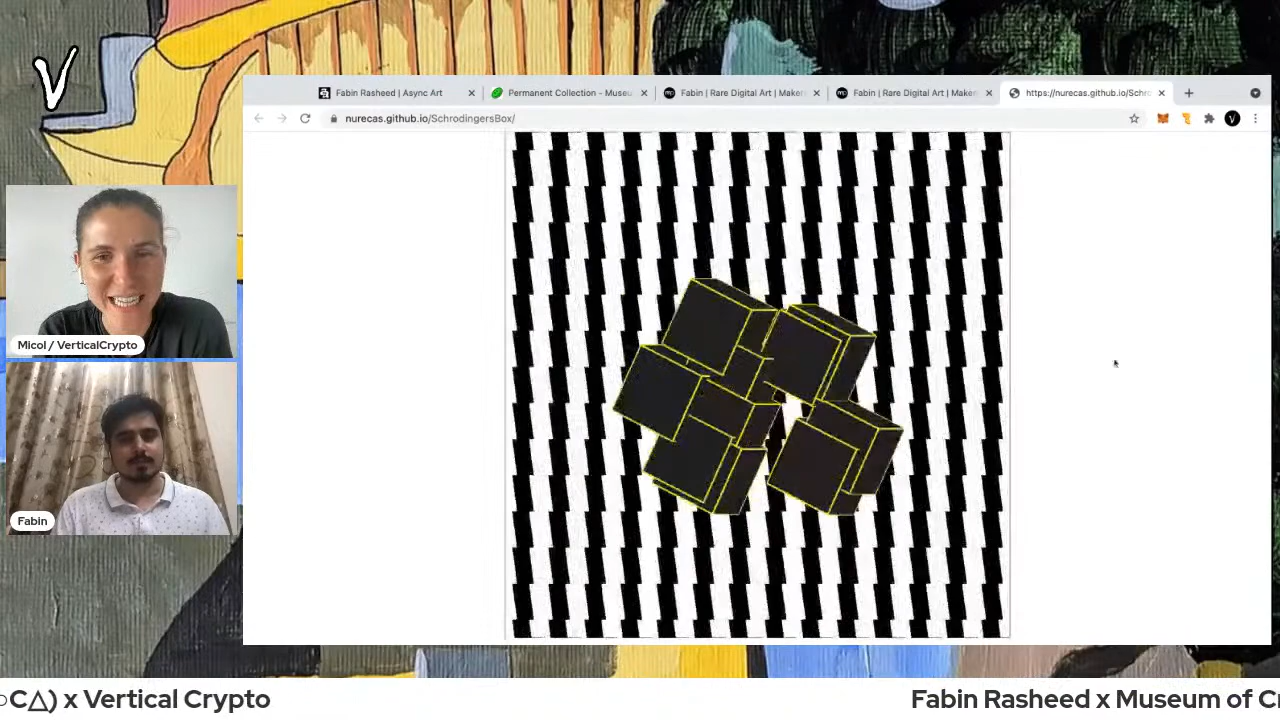 V
Fabin Rasheed | Async Art
Permanent Collection - Museu
Fabin | Rare Digital Art | Maker
Fabin | Rare Digital Art | Maker
https://nurecas.github.io/Schro
nurecas.github.io/SchrodingersBox/
Micol / VerticalCrypto
Fabin
C△) x Vertical Crypto
Fabin Rasheed x Museum of Cr